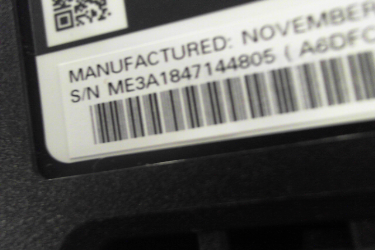 MANUFACTURED: NOVEMBER
S/N ME3A1847144805 ( A6DFC